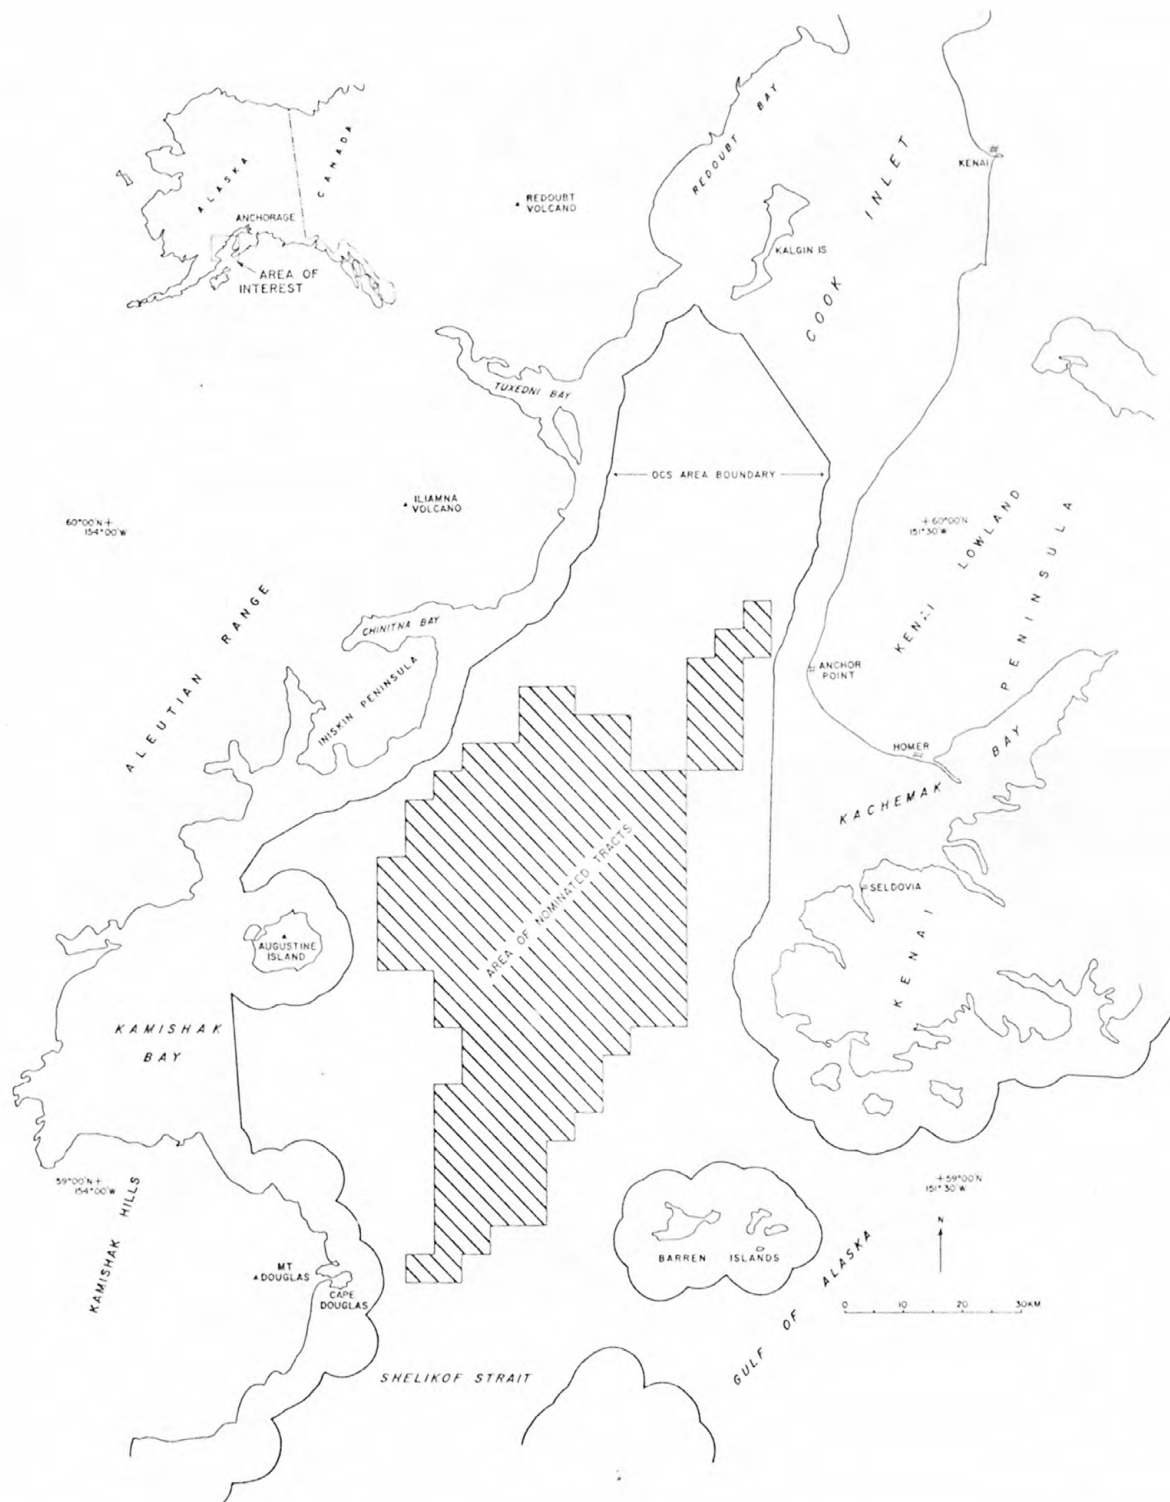 ALASKA
CANADA
ANCHORAGE
AREA OF
INTEREST
REDOUBT
VOLCANO
REDOUBT BAY
COOK INLET
KENAI
KALGIN IS
TUXEDNI BAY
OCS AREA BOUNDARY
ILIAMNA
VOLCANO
60°00'N+
154°00'W
+60°00'N
151°30'W
KENAI LOWLAND
KENAI PENINSULA
ALEUTIAN RANGE
CHINITNA BAY
INISKIN PENINSULA
ANCHOR
POINT
HOMER
KACHEMAK BAY
AREA OF NOMINATED TRACTS
SELDOVIA
AUGUSTINE
ISLAND
KAMISHAK
BAY
59°00'N+
154°00'W
+59°00'N
151°30'W
KAMISHAK HILLS
N
BARREN ISLANDS
MT
DOUGLAS
CAPE
DOUGLAS
0 10 20 30KM
GULF OF ALASKA
SHELIKOF STRAIT